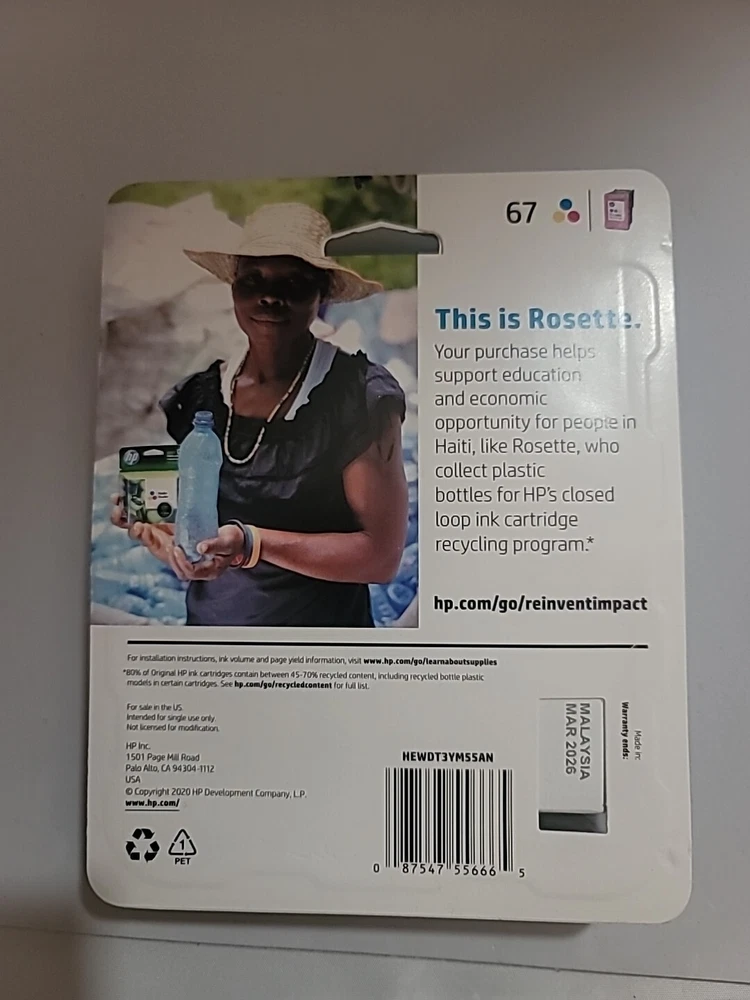 67
This is Rosette.
Your purchase helps
support education
and economic
opportunity for people in
Haiti, like Rosette, who
collect plastic
bottles for HP's closed
loop ink cartridge
recycling program.*
hp.com/go/reinventimpact
hp
For installation instructions, ink volume and page yield information, visit www.hp.com/go/learnaboutsupplies
*80% of Original HP ink cartridges contain between 45-70% recycled content, including recycled bottle plastic
models in certain cartridges. See hp.com/go/recycledcontent for full list.
For sale in the US.
Intended for single use only.
Not licensed for modification.
HP Inc.
1501 Page Mill Road
Palo Alto, CA 94304-1112
USA
© Copyright 2020 HP Development Company, L.P.
www.hp.com/
1
PET
HEWDT3YM55AN
0 87547 55666 5
Made in:
Warranty ends:
MALAYSIA
MAR 2026